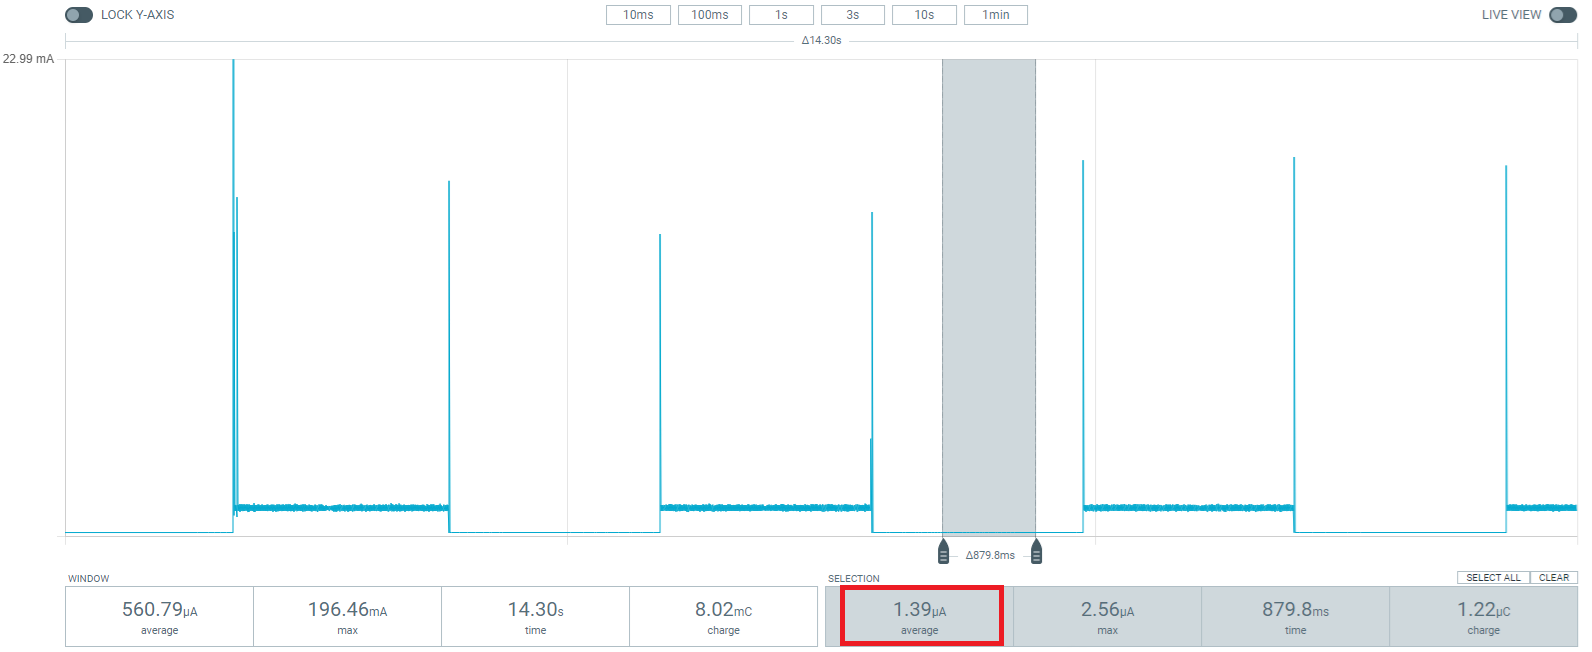 LOCK Y-AXIS 10ms 100ms 1s 3s 10s 1min LIVE VIEW
Δ14.30s
22.99 mA
Δ879.8ms
WINDOW SELECTION SELECT ALL CLEAR
560.79µA 196.46mA 14.30s 8.02mC 1.39µA 2.56µA 879.8ms 1.22µC
average max time charge average max time charge